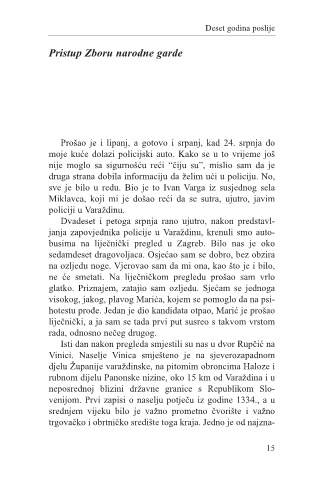 Deset godina poslije
Pristup Zboru narodne garde
Prošao je i lipanj, a gotovo i srpanj, kad 24. srpnja do
moje kuće dolazi policijski auto. Kako se u to vrijeme još
nije moglo sa sigurnošću reći “čiju su”, mislio sam da je
druga strana dobila informaciju da želim ući u policiju. No,
sve je bilo u redu. Bio je to Ivan Varga iz susjednog sela
Miklavca, koji mi je došao reći da se sutra, ujutro, javim
policiji u Varaždinu.
Dvadeset i petoga srpnja rano ujutro, nakon predstav-
ljanja zapovjednika policije u Varaždinu, krenuli smo auto-
busima na liječnički pregled u Zagreb. Bilo nas je oko
sedamdeset dragovoljaca. Osjećao sam se dobro, bez obzira
na ozljedu noge. Vjerovao sam da mi ona, kao što je i bilo,
ne će smetati. Na liječničkom pregledu prošao sam vrlo
glatko. Priznajem, zatajio sam ozljedu. Sjećam se jednoga
visokog, jakog, plavog Marića, kojem se pomoglo da na psi-
hotestu prođe. Jedan je dio kandidata otpao, Marić je prošao
liječnički, a ja sam se tada prvi put susreo s takvom vrstom
rada, odnosno nečeg drugog.
Isti dan nakon pregleda smjestili su nas u dvor Rupčić na
Vinici. Naselje Vinica smješteno je na sjeverozapadnom
djelu Županije varaždinske, na pitomim obroncima Haloze i
rubnom dijelu Panonske nizine, oko 15 km od Varaždina i u
neposrednoj blizini državne granice s Republikom Slo-
venijom. Prvi zapisi o naselju potječu iz godine 1334., a u
srednjem vijeku bilo je važno prometno čvorište i važno
trgovačko i obrtničko središte toga kraja. Jedno je od najzna-
15